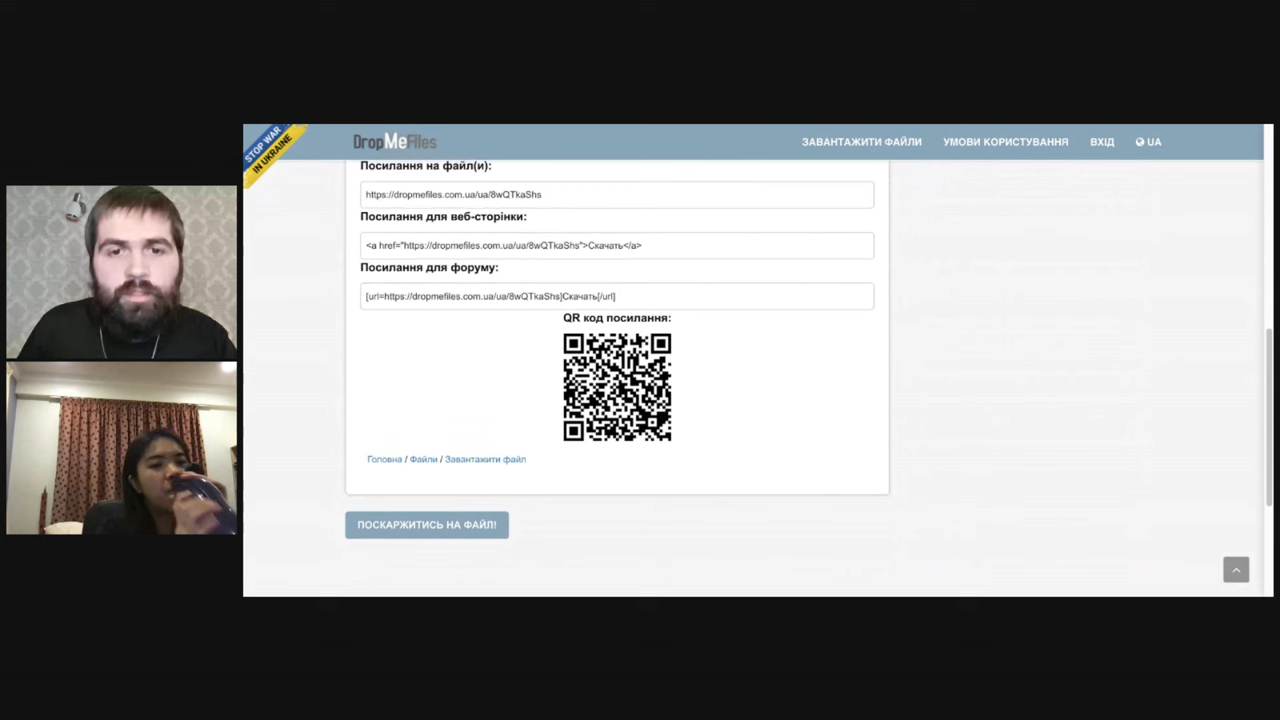 STOP WAR
IN UKRAINE
DropMeFiles
ЗАВАНТАЖИТИ ФАЙЛИ
УМОВИ КОРИСТУВАННЯ
ВХІД
UA
Посилання на файл(и):
https://dropmefiles.com.ua/ua/8wQTkaShs
Посилання для веб-сторінки:
<a href="https://dropmefiles.com.ua/ua/8wQTkaShs">Скачать</a>
Посилання для форуму:
[url=https://dropmefiles.com.ua/ua/8wQTkaShs]Скачать[/url]
QR код посилання:
Головна / Файли / Завантажити файл
ПОСКАРЖИТИСЬ НА ФАЙЛ!